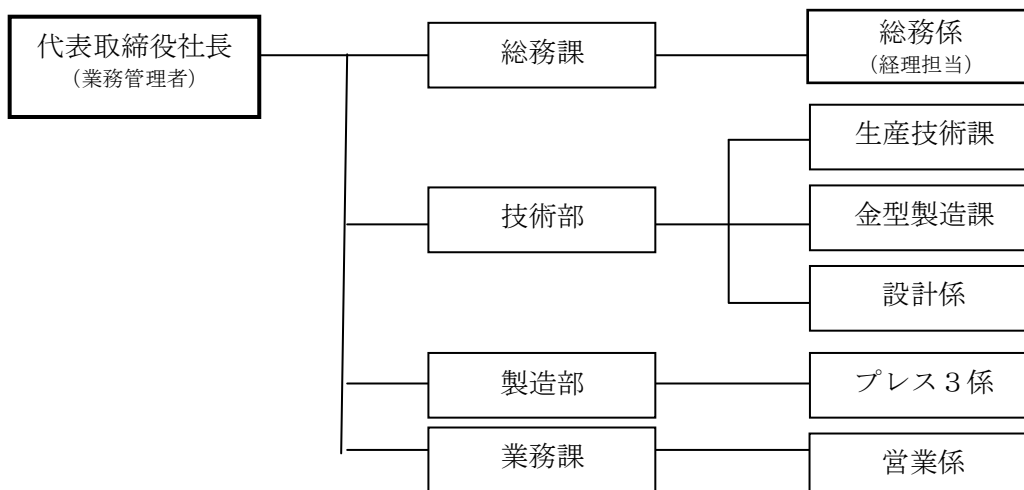 代表取締役社長
（業務管理者）
総務課
総務係
（経理担当）
技術部
生産技術課
金型製造課
設計係
製造部
プレス３係
業務課
営業係